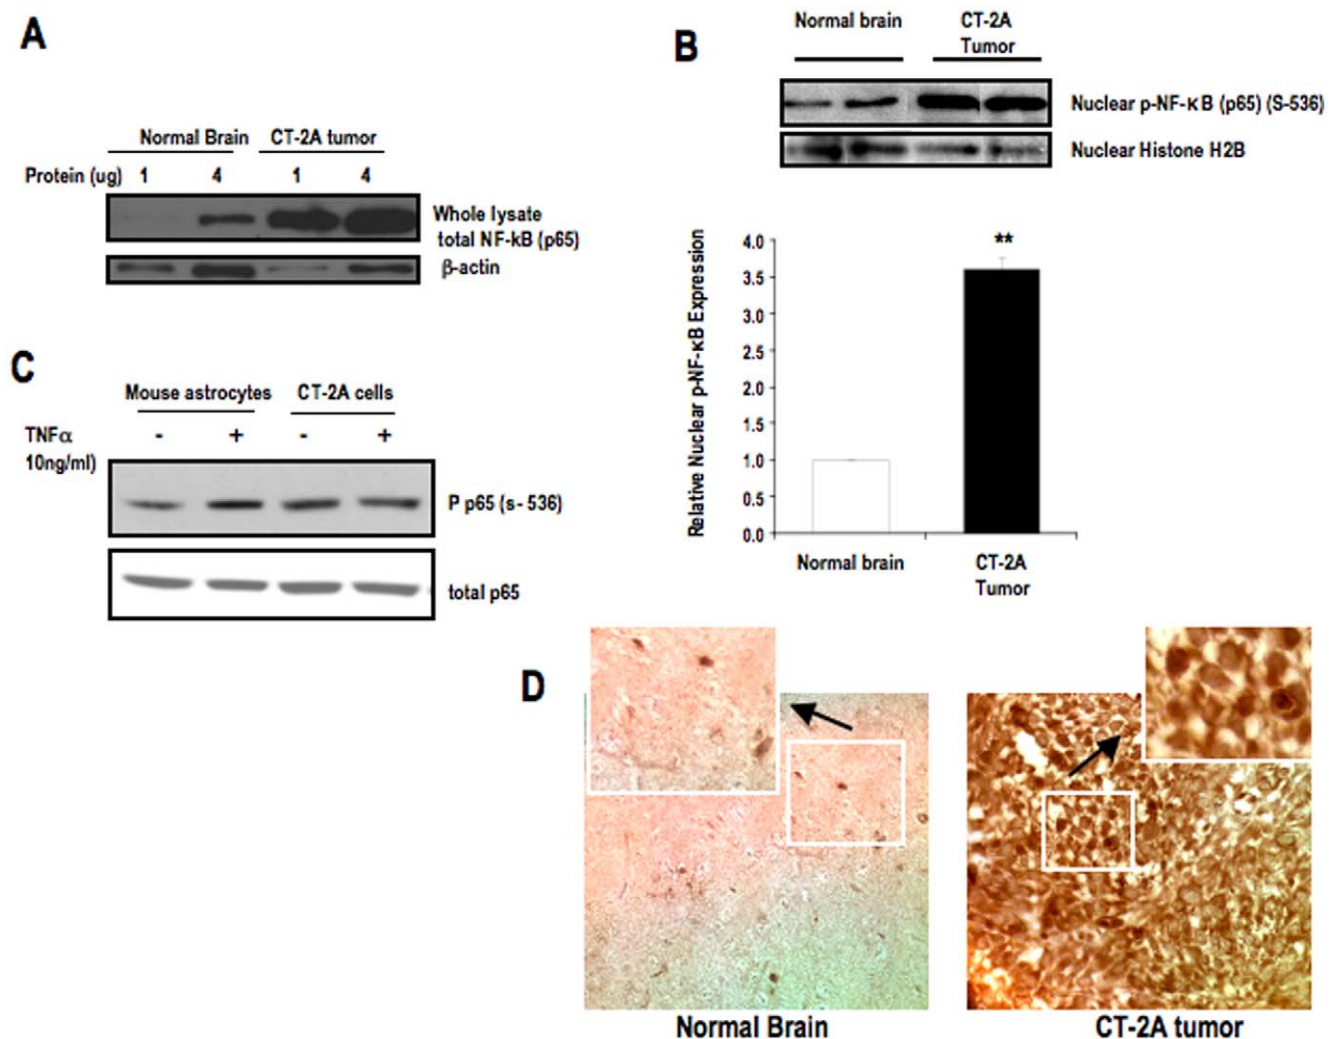 A
Normal Brain CT-2A tumor
Protein (ug) 1 4 1 4
Whole lysate
total NF-kB (p65)
β-actin
B
Normal brain CT-2A
Tumor
Nuclear p-NF-κB (p65) (S-536)
Nuclear Histone H2B
Relative Nuclear p-NF-κB Expression
4.0
3.5
3.0
2.5
2.0
1.5
1.0
0.5
0.0
**
Normal brain CT-2A
Tumor
C
Mouse astrocytes CT-2A cells
TNFα - + - +
10ng/ml)
P p65 (s- 536)
total p65
D
Normal Brain CT-2A tumor